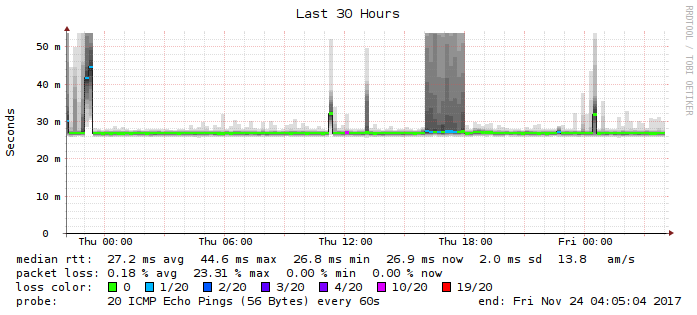 Last 30 Hours
RRDTOOL / TOBI OETIKER
Seconds
50 m
40 m
30 m
20 m
10 m
0
Thu 00:00 Thu 06:00 Thu 12:00 Thu 18:00 Fri 00:00
median rtt: 27.2 ms avg 44.6 ms max 26.8 ms min 26.9 ms now 2.0 ms sd 13.8 am/s
packet loss: 0.18 % avg 23.31 % max 0.00 % min 0.00 % now
loss color: 0 1/20 2/20 3/20 4/20 10/20 19/20
probe: 20 ICMP Echo Pings (56 Bytes) every 60s end: Fri Nov 24 04:05:04 2017